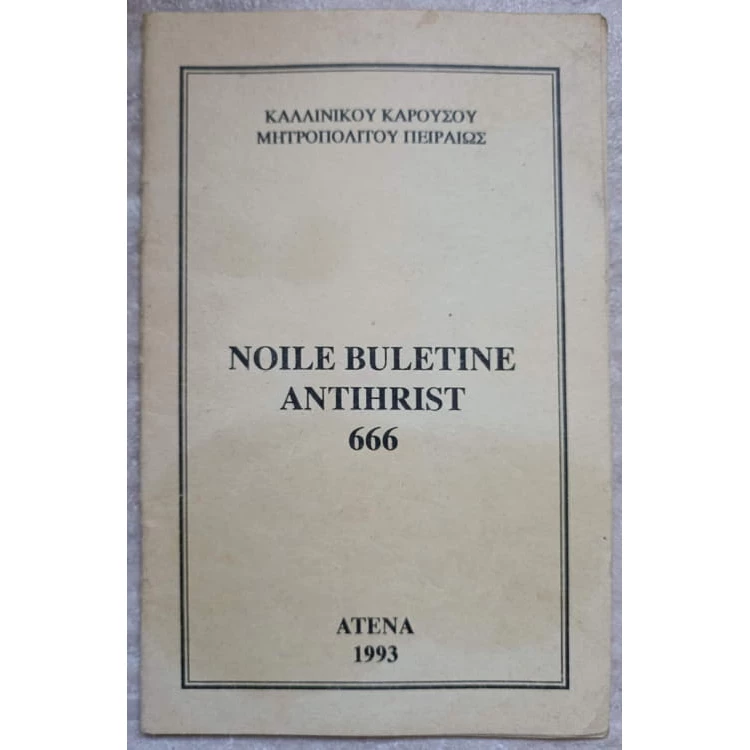 ΚΑΛΛΙΝΙΚΟΥ ΚΑΡΟΥΣΟΥ
ΜΗΤΡΟΠΟΛΙΤΟΥ ΠΕΙΡΑΙΩΣ
NOILE BULETINE
ANTIHRIST
666
ATENA
1993